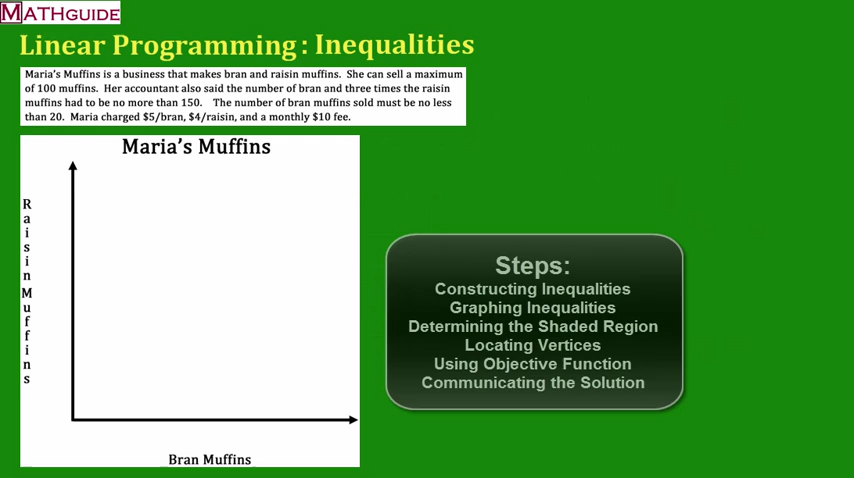 MATHGUIDE
Linear Programming: Inequalities
Maria's Muffins is a business that makes bran and raisin muffins. She can sell a maximum
of 100 muffins. Her accountant also said the number of bran and three times the raisin
muffins had to be no more than 150. The number of bran muffins sold must be no less
than 20. Maria charged $5/bran, $4/raisin, and a monthly $10 fee.
Maria's Muffins
Raisin Muffins
Bran Muffins
Steps:
Constructing Inequalities
Graphing Inequalities
Determining the Shaded Region
Locating Vertices
Using Objective Function
Communicating the Solution